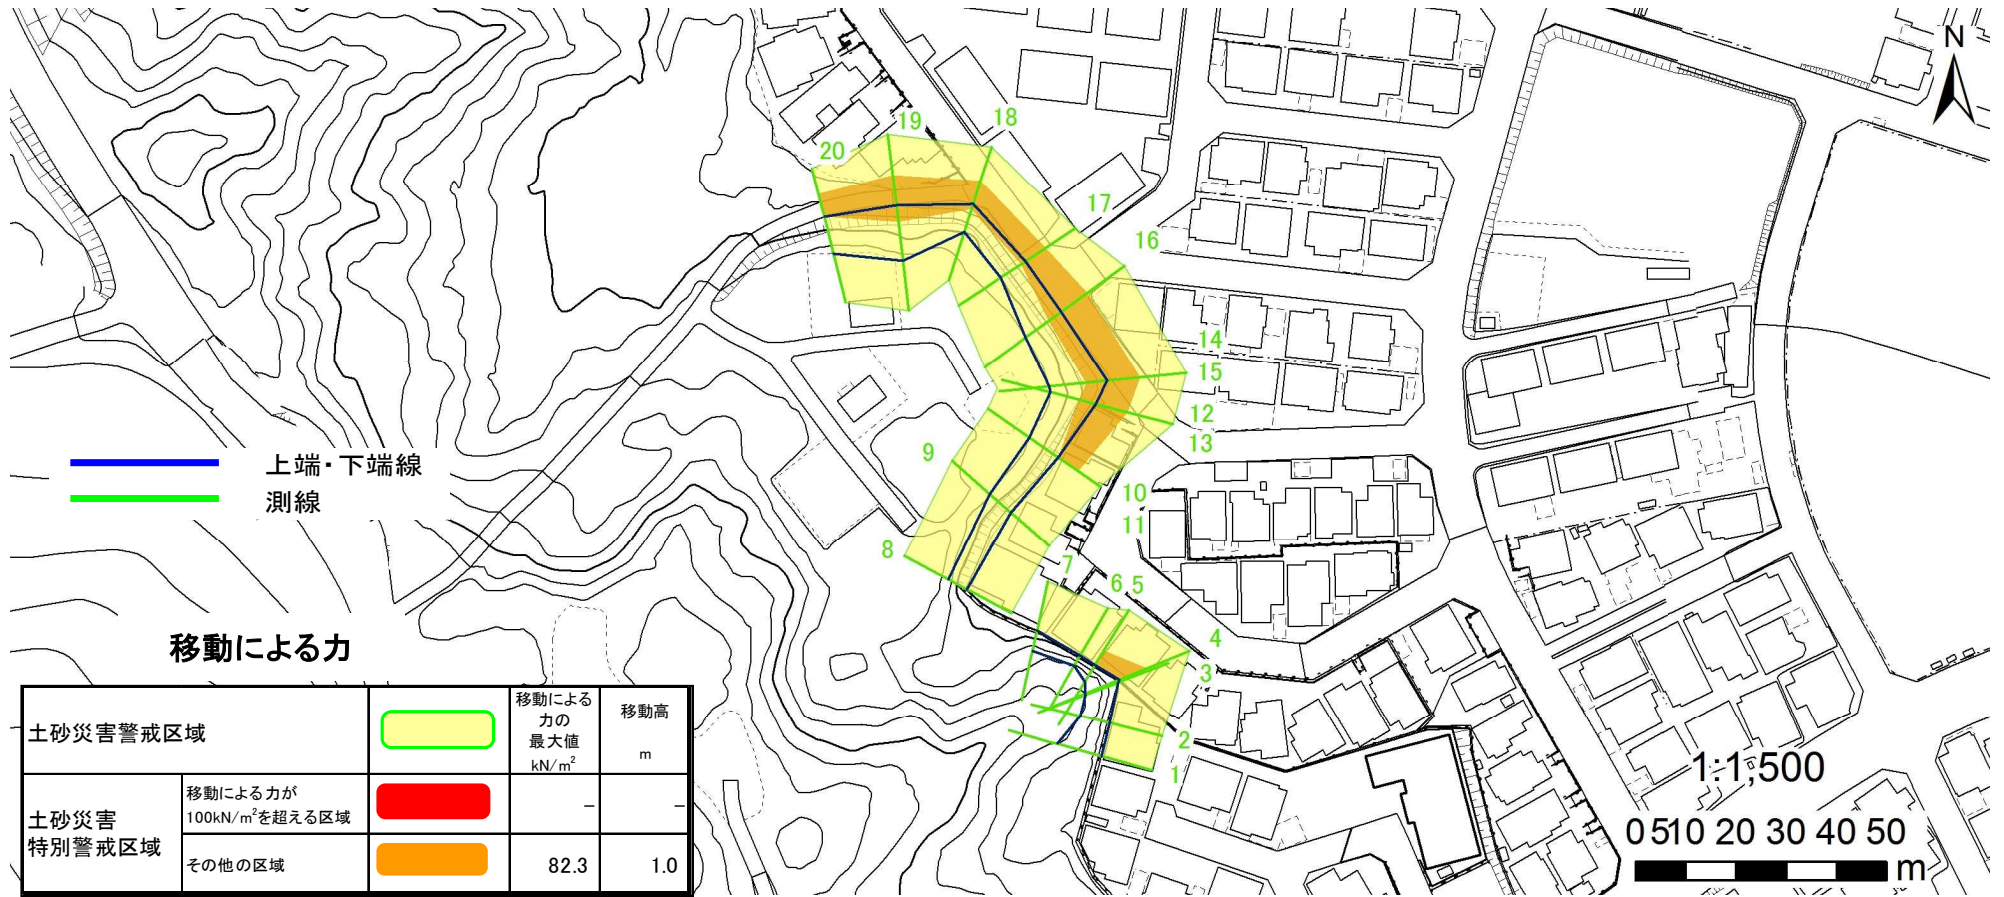 N
18
19
20
17
16
14
15
12
13
9
10
11
8
7
6 5
4
3
2
1
上端・下端線
測線
移動による力
土砂災害警戒区域
移動による
力の
最大値
kN/m²
移動高
m
土砂災害
特別警戒区域
移動による力が
100kN/m²を超える区域
－
－
その他の区域
82.3
1.0
1:1,500
0 5 10 20 30 40 50
m